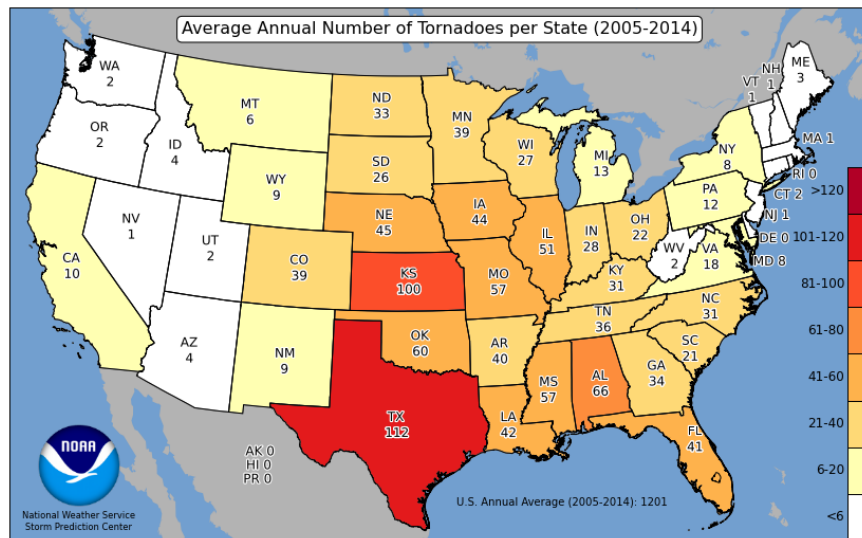 Average Annual Number of Tornadoes per State (2005-2014)
WA
2
OR
2
ID
4
MT
6
ND
33
MN
39
WI
27
MI
13
NY
8
VT
1
NH
1
ME
3
MA 1
RI 0
CT 2
NJ 1
DE 0
MD 8
PA
12
SD
26
WY
9
NE
45
IA
44
IL
51
IN
28
OH
22
WV
2
VA
18
NV
1
UT
2
CO
39
KS
100
MO
57
KY
31
NC
31
TN
36
SC
21
CA
10
AZ
4
NM
9
OK
60
AR
40
MS
57
AL
66
GA
34
TX
112
LA
42
FL
41
AK 0
HI 0
PR 0
>120
101-120
81-100
61-80
41-60
21-40
6-20
<6
NOAA
National Weather Service
Storm Prediction Center
U.S. Annual Average (2005-2014): 1201